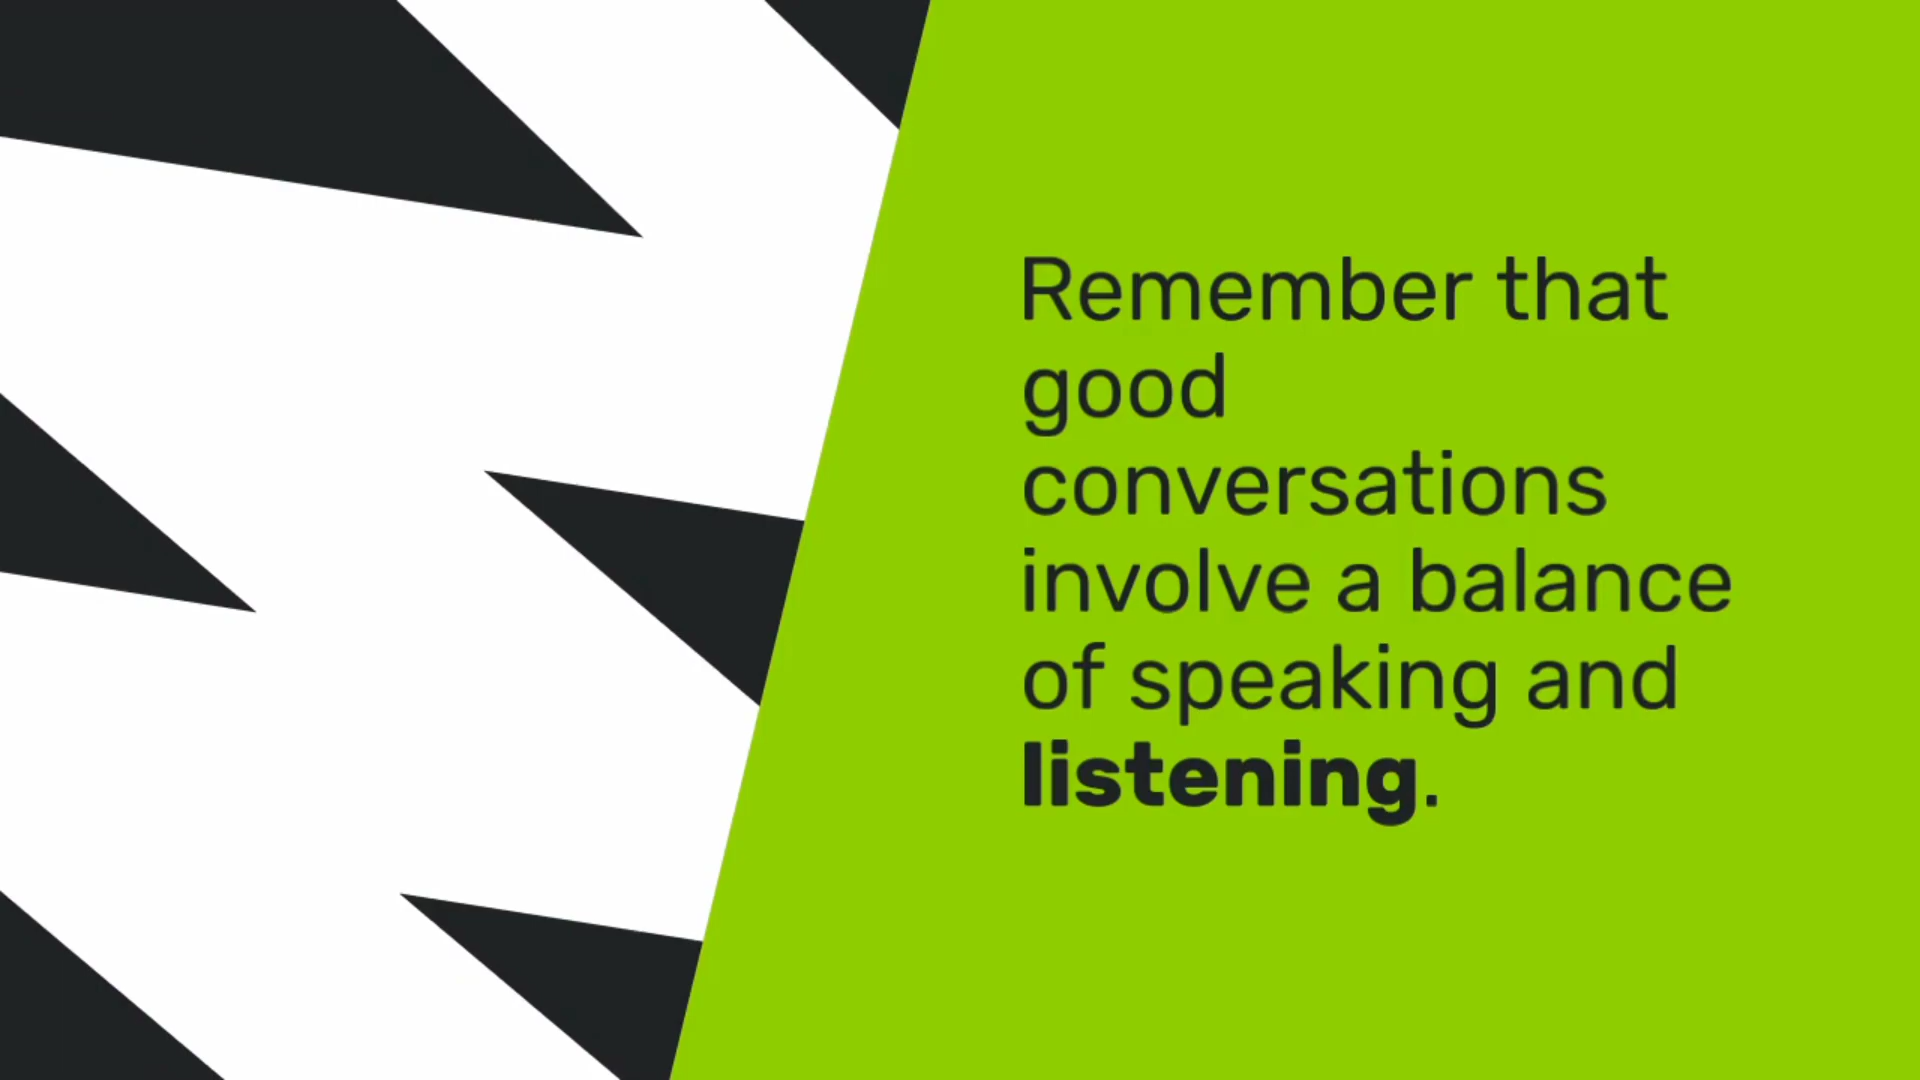 Remember that
good
conversations
involve a balance
of speaking and
listening.